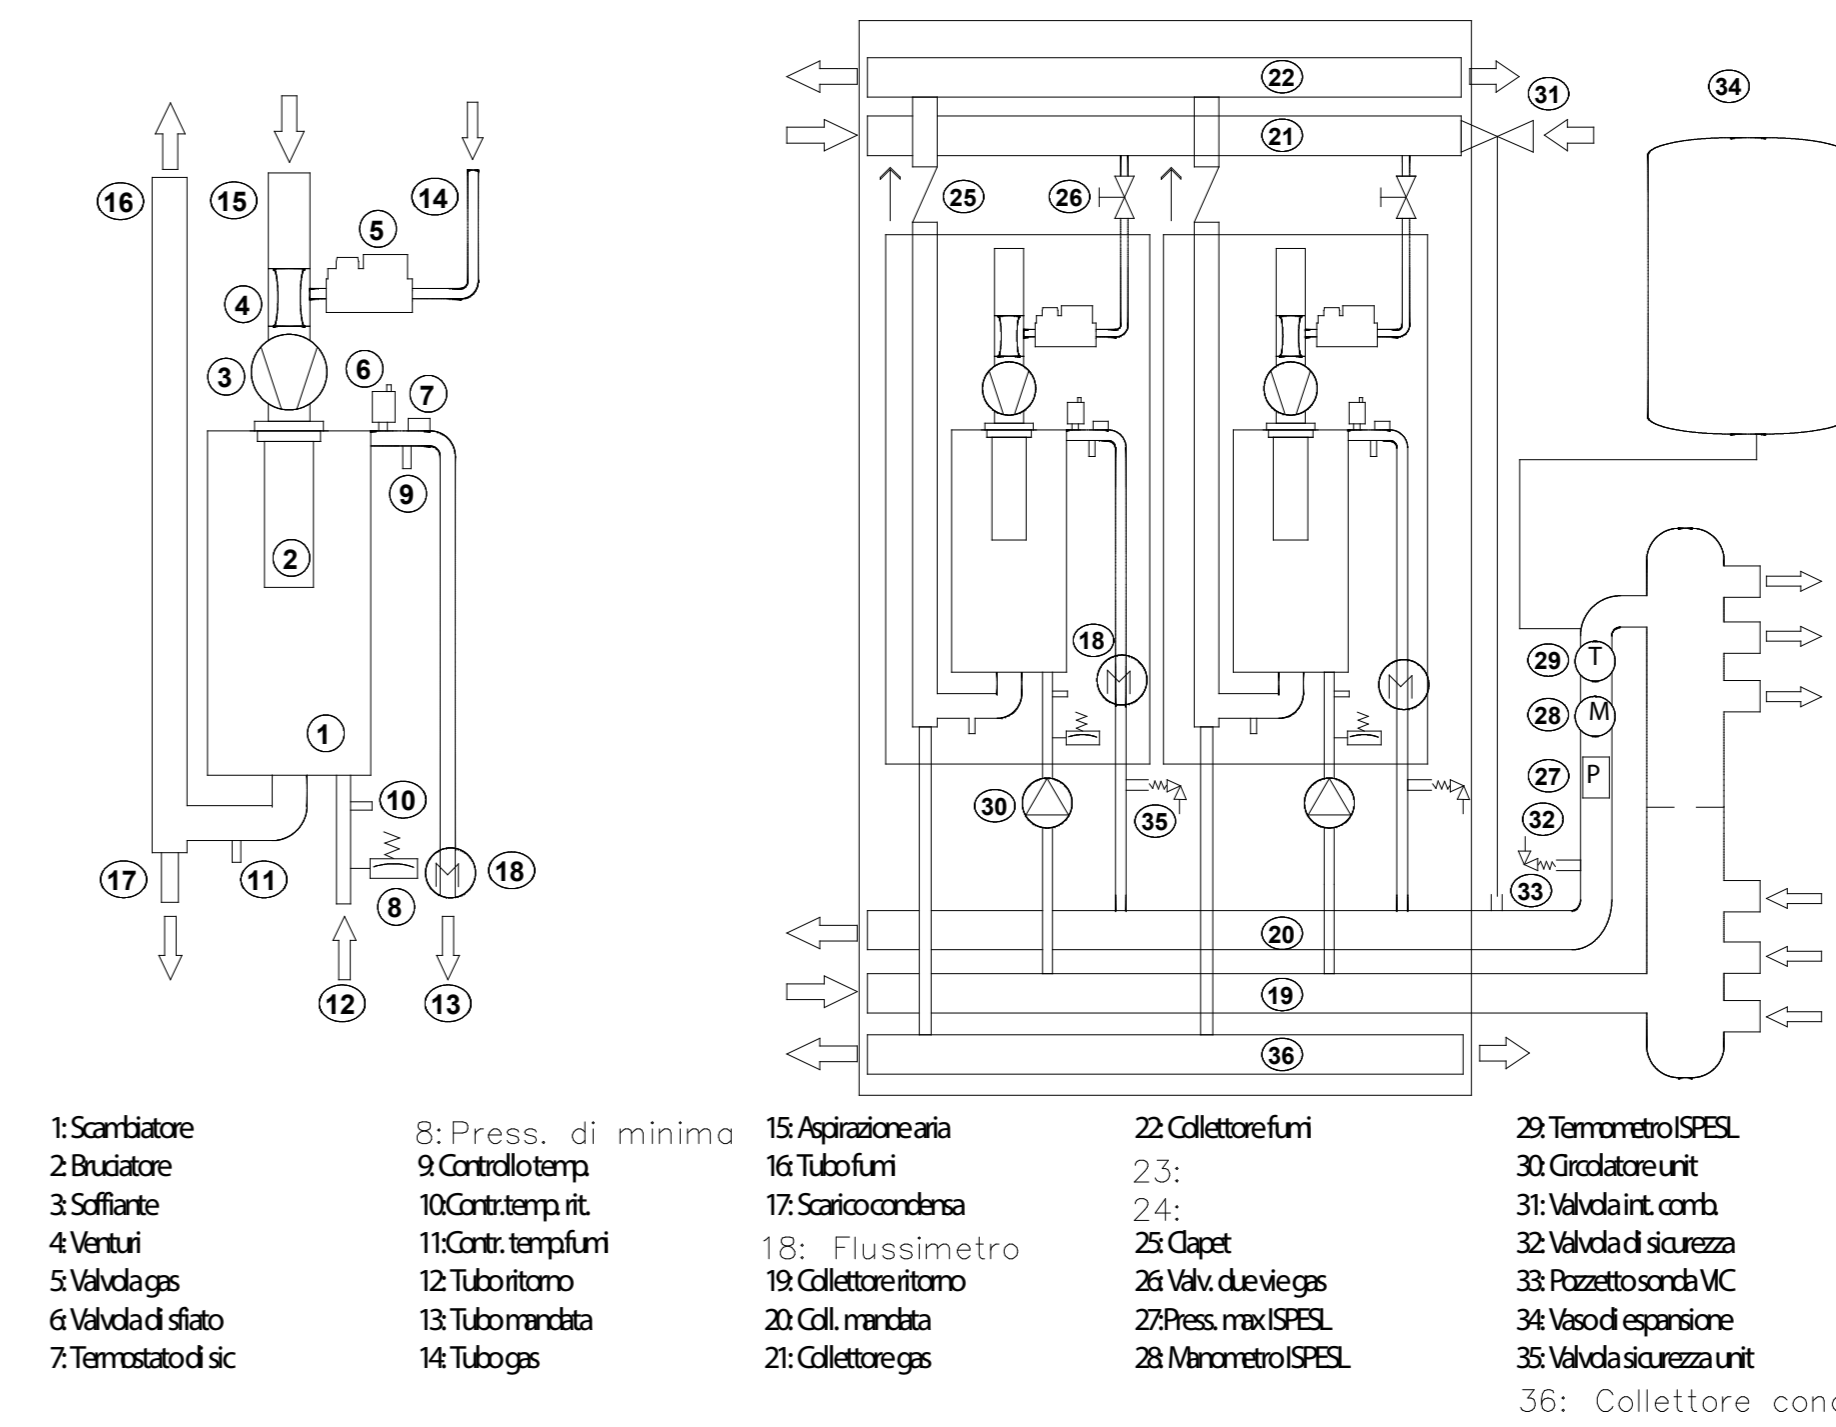 22
34
31
21
16
15
14
25
26
5
4
3
6
7
9
2
18
29 T
28 M
1
27 P
10
30
35
32
17
11
18
33
8
20
12
13
19
36
1: Scambiatore
2: Bruciatore
3: Soffiante
4: Venturi
5: Valvola gas
6: Valvola di sfiato
7: Termostato di sic
8: Press. di minima
9: Controllo temp.
10:Contr.temp. rit.
11:Contr. temp.fumi
12: Tubo ritorno
13: Tubo mandata
14: Tubo gas
15: Aspirazione aria
16: Tubo fumi
17: Scarico condensa
18: Flussimetro
19: Collettore ritorno
20: Coll. mandata
21: Collettore gas
22: Collettore fumi
23:
24:
25: Clapet
26: Valv. due vie gas
27:Press. max ISPESL
28: Manometro ISPESL
29: Termometro ISPESL
30: Circolatore unit
31: Valvola int. comb.
32: Valvola di sicurezza
33: Pozzetto sonda VIC
34: Vaso di espansione
35: Valvola sicurezza unit
36: Collettore